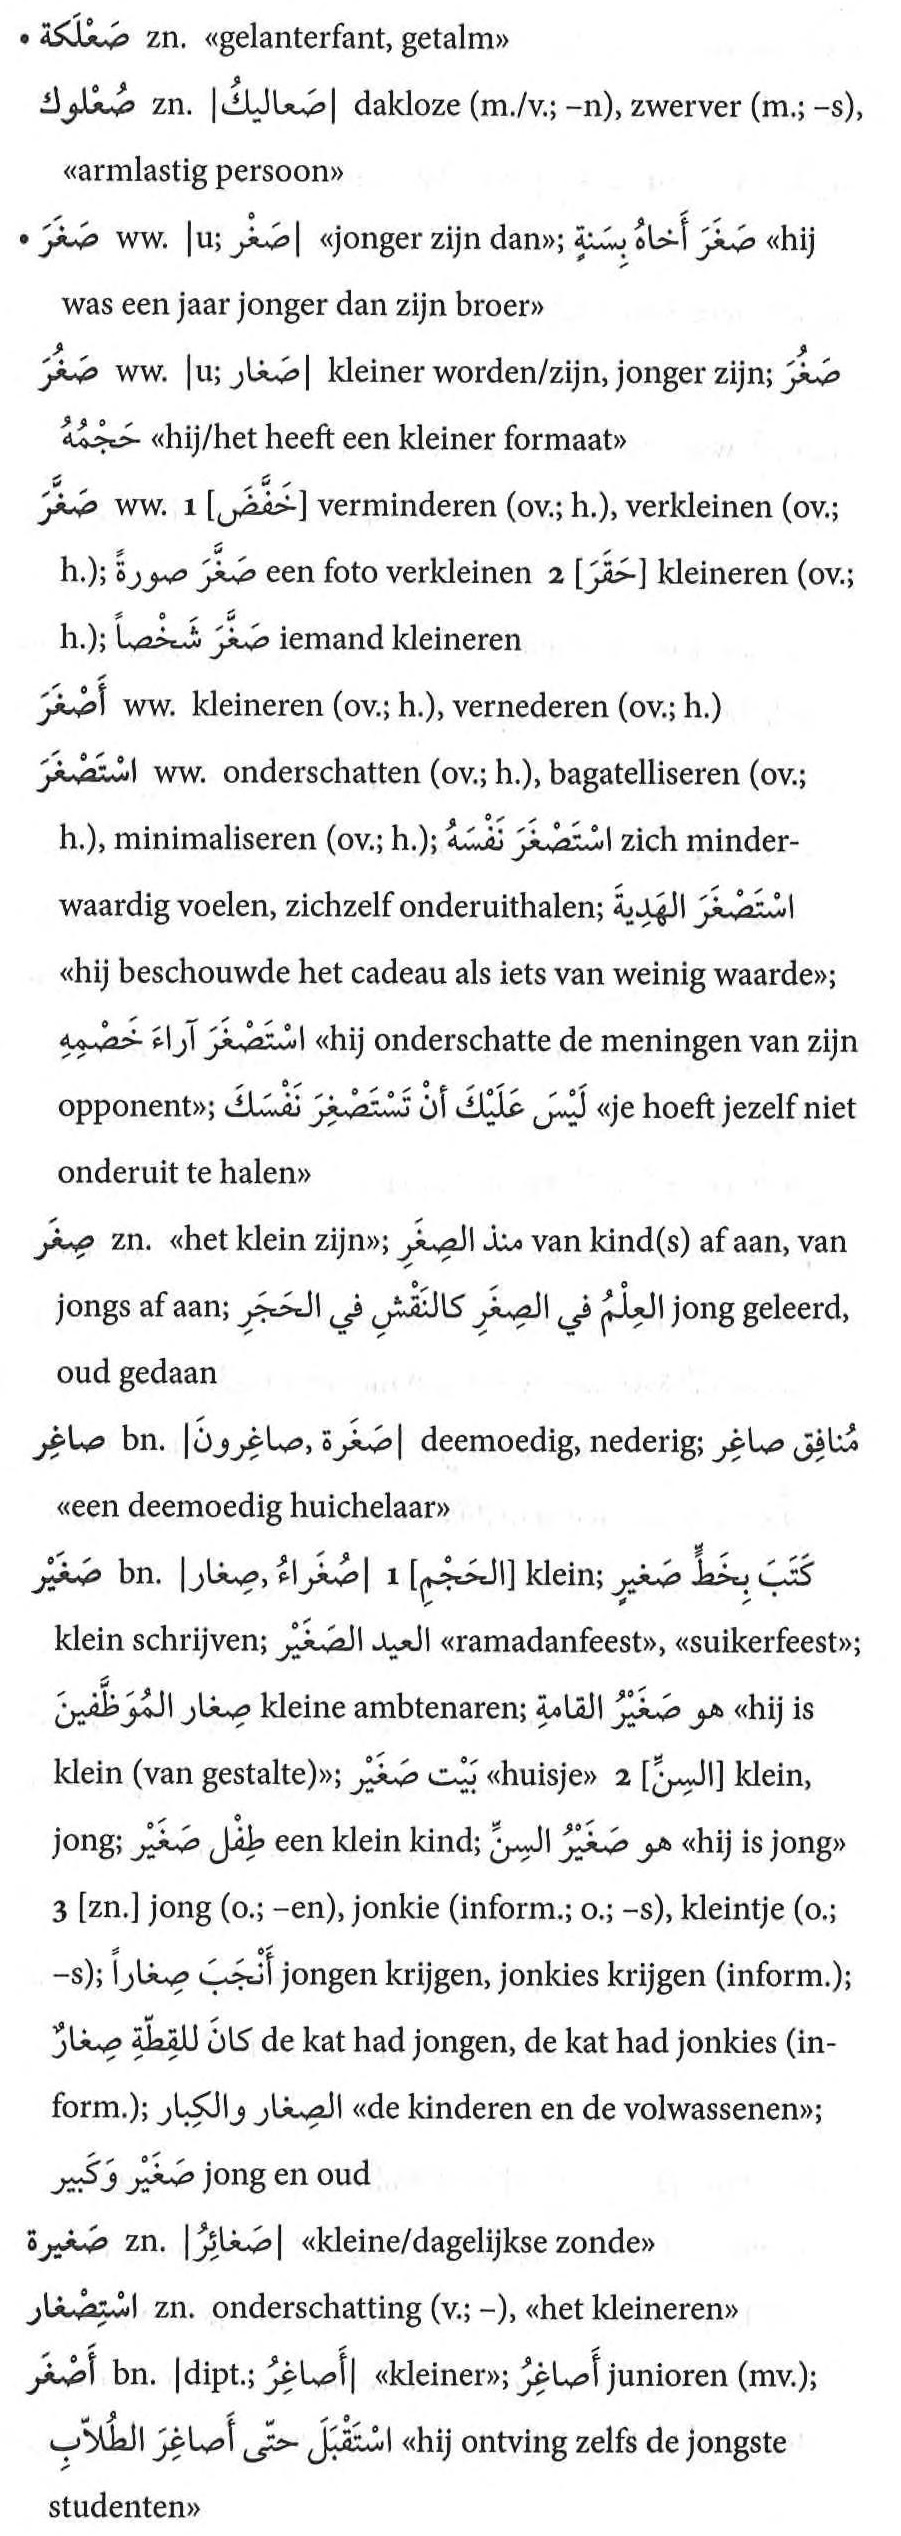 • صَعْلَكة zn. «gelanterfant, getalm»
صُعْلوك zn. |صَعاليكُ| dakloze (m./v.; –n), zwerver (m.; –s),
«armlastig persoon»
• صَغَرَ ww. |u; صَغْر| «jonger zijn dan»; صَغَرَ أَخاهُ بِسَنةٍ «hij
was een jaar jonger dan zijn broer»
صَغُرَ ww. |u; صَغار| kleiner worden/zijn, jonger zijn; صَغُرَ
حَجْمُهُ «hij/het heeft een kleiner formaat»
صَغَّرَ ww. 1 [خَفَّضَ] verminderen (ov.; h.), verkleinen (ov.;
h.); صَغَّرَ صورةً een foto verkleinen 2 [حَقَّرَ] kleineren (ov.;
h.); صَغَّرَ شَخْصاً iemand kleineren
أَصْغَرَ ww. kleineren (ov.; h.), vernederen (ov.; h.)
اسْتَصْغَرَ ww. onderschatten (ov.; h.), bagatelliseren (ov.;
h.), minimaliseren (ov.; h.); اسْتَصْغَرَ نَفْسَهُ zich minder-
waardig voelen, zichzelf onderuithalen; اسْتَصْغَرَ الهَدِيةَ
«hij beschouwde het cadeau als iets van weinig waarde»;
اسْتَصْغَرَ آراءَ خَصْمِهِ «hij onderschatte de meningen van zijn
opponent»; لَيْسَ عَلَيْكَ أنْ تَسْتَصْغِرَ نَفْسَكَ «je hoeft jezelf niet
onderuit te halen»
صِغَر zn. «het klein zijn»; منذ الصِغَرِ van kind(s) af aan, van
jongs af aan; العِلْمُ في الصِغَرِ كالنَقْشِ في الحَجَرِ jong geleerd,
oud gedaan
صاغِر bn. |صَغَرة, صاغِرونَ| deemoedig, nederig; مُنافِق صاغِر
«een deemoedig huichelaar»
صَغَيْر bn. |صُغَراءُ, صِغار| 1 [الحَجْمِ] klein; كَتَبَ بِخَطٍّ صَغيرٍ
klein schrijven; العيد الصَغَيْر «ramadanfeest», «suikerfeest»;
صِغار المُوَظَّفينَ kleine ambtenaren; هو صَغَيْرُ القامةِ «hij is
klein (van gestalte)»; بَيْت صَغَيْر «huisje» 2 [السِنِّ] klein,
jong; طِفْل صَغَيْر een klein kind; هو صَغَيْرُ السِنِّ «hij is jong»
3 [zn.] jong (o.; –en), jonkie (inform.; o.; –s), kleintje (o.;
–s); أَنْجَبَ صِغاراً jongen krijgen, jonkies krijgen (inform.);
كانَ للقِطّةِ صِغارٌ de kat had jongen, de kat had jonkies (in-
form.); الصِغار والكِبار «de kinderen en de volwassenen»;
صَغَيْر وَكَبير jong en oud
صَغيرة zn. |صَغائِرُ| «kleine/dagelijkse zonde»
اسْتِصْغار zn. onderschatting (v.; –), «het kleineren»
أَصْغَر bn. |dipt.; أَصاغِرُ| «kleiner»; أَصاغِرُ junioren (mv.);
اسْتَقْبَلَ حتّى أَصاغِرَ الطُلاّبِ «hij ontving zelfs de jongste
studenten»